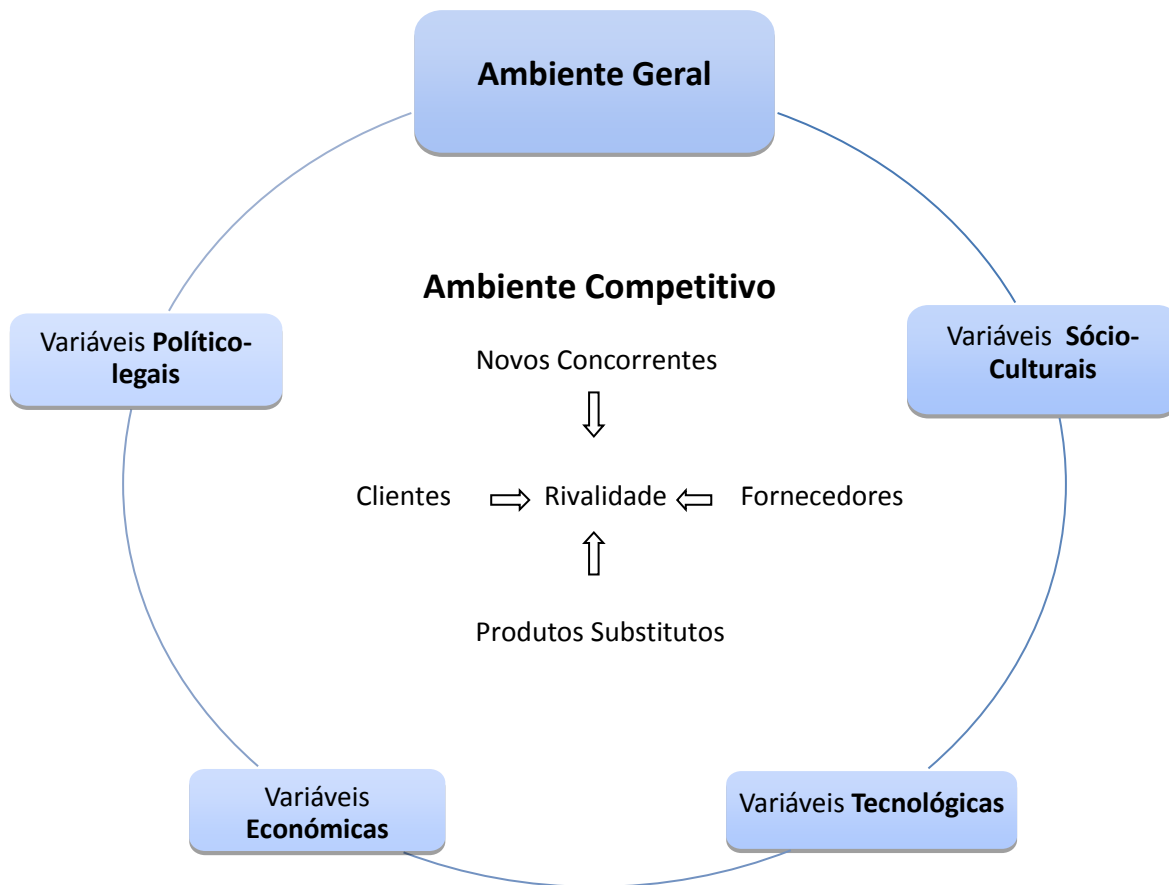 Ambiente Geral
Ambiente Competitivo
Variáveis Político-
legais
Variáveis Sócio-
Culturais
Novos Concorrentes
Clientes
Rivalidade
Fornecedores
Produtos Substitutos
Variáveis
Económicas
Variáveis Tecnológicas